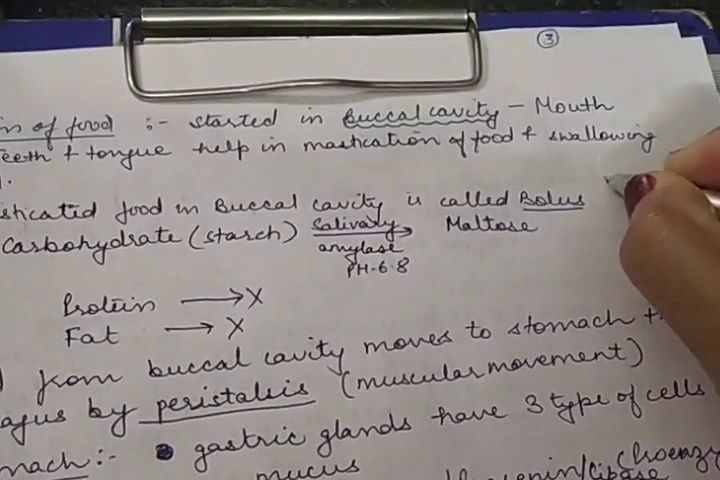 ③
n of food :- started in Buccal cavity - Mouth
Teeth + tongue help in mastication of food + swallowing
sticated food in Buccal cavity is called Bolus
Carbohydrate (starch) Salivary amylase PH-6.8 → Maltose
Protein → X
Fat → X
from buccal cavity moves to stomach
agus by peristalsis (muscular movement)
mach :- gastric glands have 3 type of cells
mucus